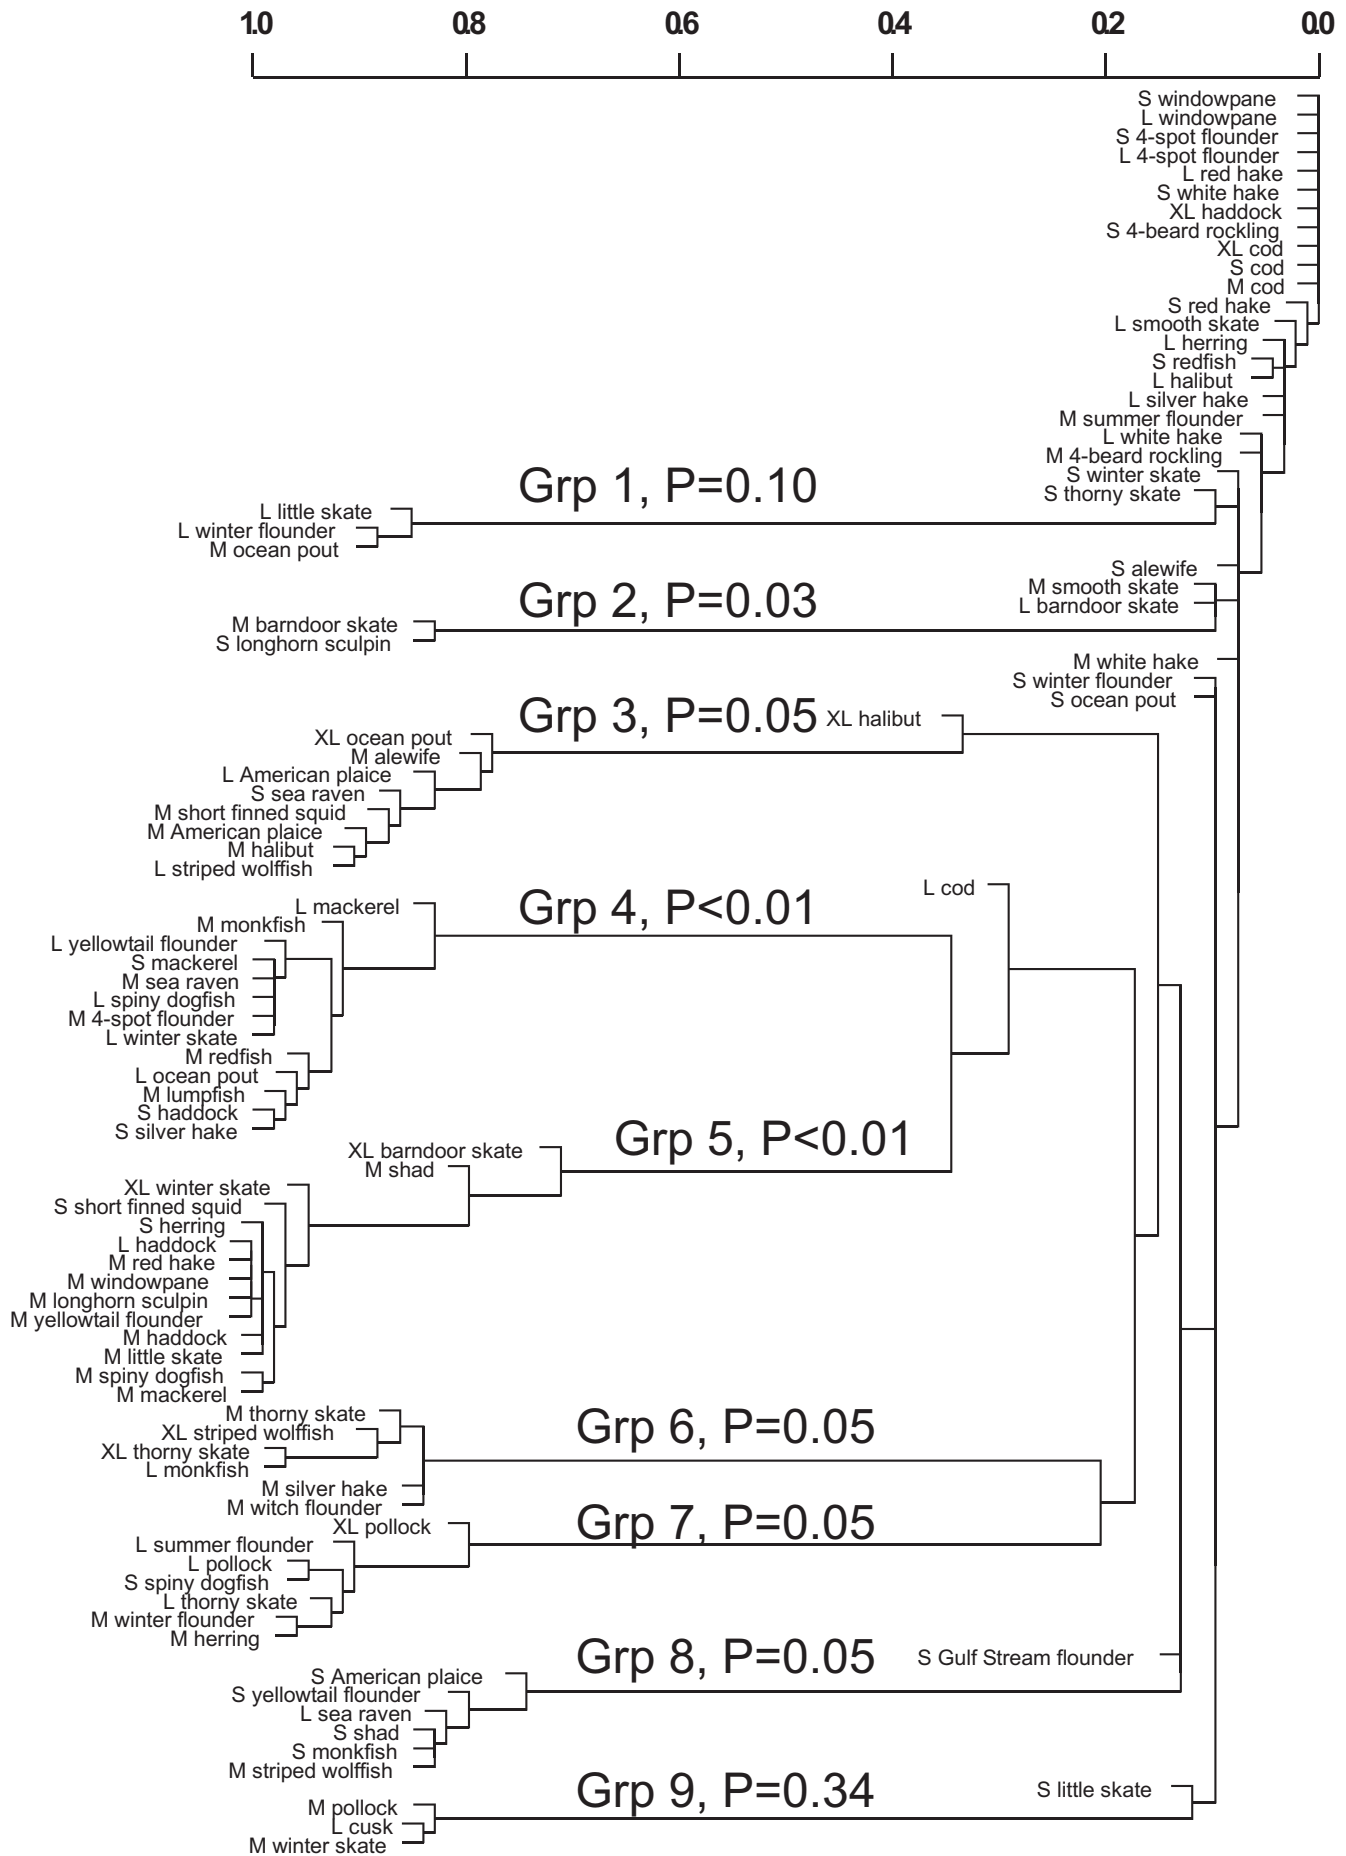 1.0 0.8 0.6 0.4 0.2 0.0
S windowpane
L windowpane
S 4-spot flounder
L 4-spot flounder
L red hake
S white hake
XL haddock
S 4-beard rockling
XL cod
S cod
M cod
S red hake
L smooth skate
L herring
S redfish
L halibut
L silver hake
M summer flounder
L white hake
M 4-beard rockling
S winter skate
Grp 1, P=0.10
S thorny skate
L little skate
L winter flounder
M ocean pout
S alewife
M smooth skate
Grp 2, P=0.03
L barndoor skate
M barndoor skate
S longhorn sculpin
M white hake
S winter flounder
S ocean pout
Grp 3, P=0.05
XL halibut
XL ocean pout
M alewife
L American plaice
S sea raven
M short finned squid
M American plaice
M halibut
L striped wolffish
L cod
Grp 4, P<0.01
L mackerel
M monkfish
L yellowtail flounder
S mackerel
M sea raven
L spiny dogfish
M 4-spot flounder
L winter skate
M redfish
L ocean pout
M lumpfish
S haddock
S silver hake
Grp 5, P<0.01
XL barndoor skate
M shad
XL winter skate
S short finned squid
S herring
L haddock
M red hake
M windowpane
M longhorn sculpin
M yellowtail flounder
M haddock
M little skate
M spiny dogfish
M mackerel
M thorny skate
Grp 6, P=0.05
XL striped wolffish
XL thorny skate
L monkfish
M silver hake
M witch flounder
Grp 7, P=0.05
XL pollock
L summer flounder
L pollock
S spiny dogfish
L thorny skate
M winter flounder
M herring
Grp 8, P=0.05
S Gulf Stream flounder
S American plaice
S yellowtail flounder
L sea raven
S shad
S monkfish
M striped wolffish
Grp 9, P=0.34
S little skate
M pollock
L cusk
M winter skate